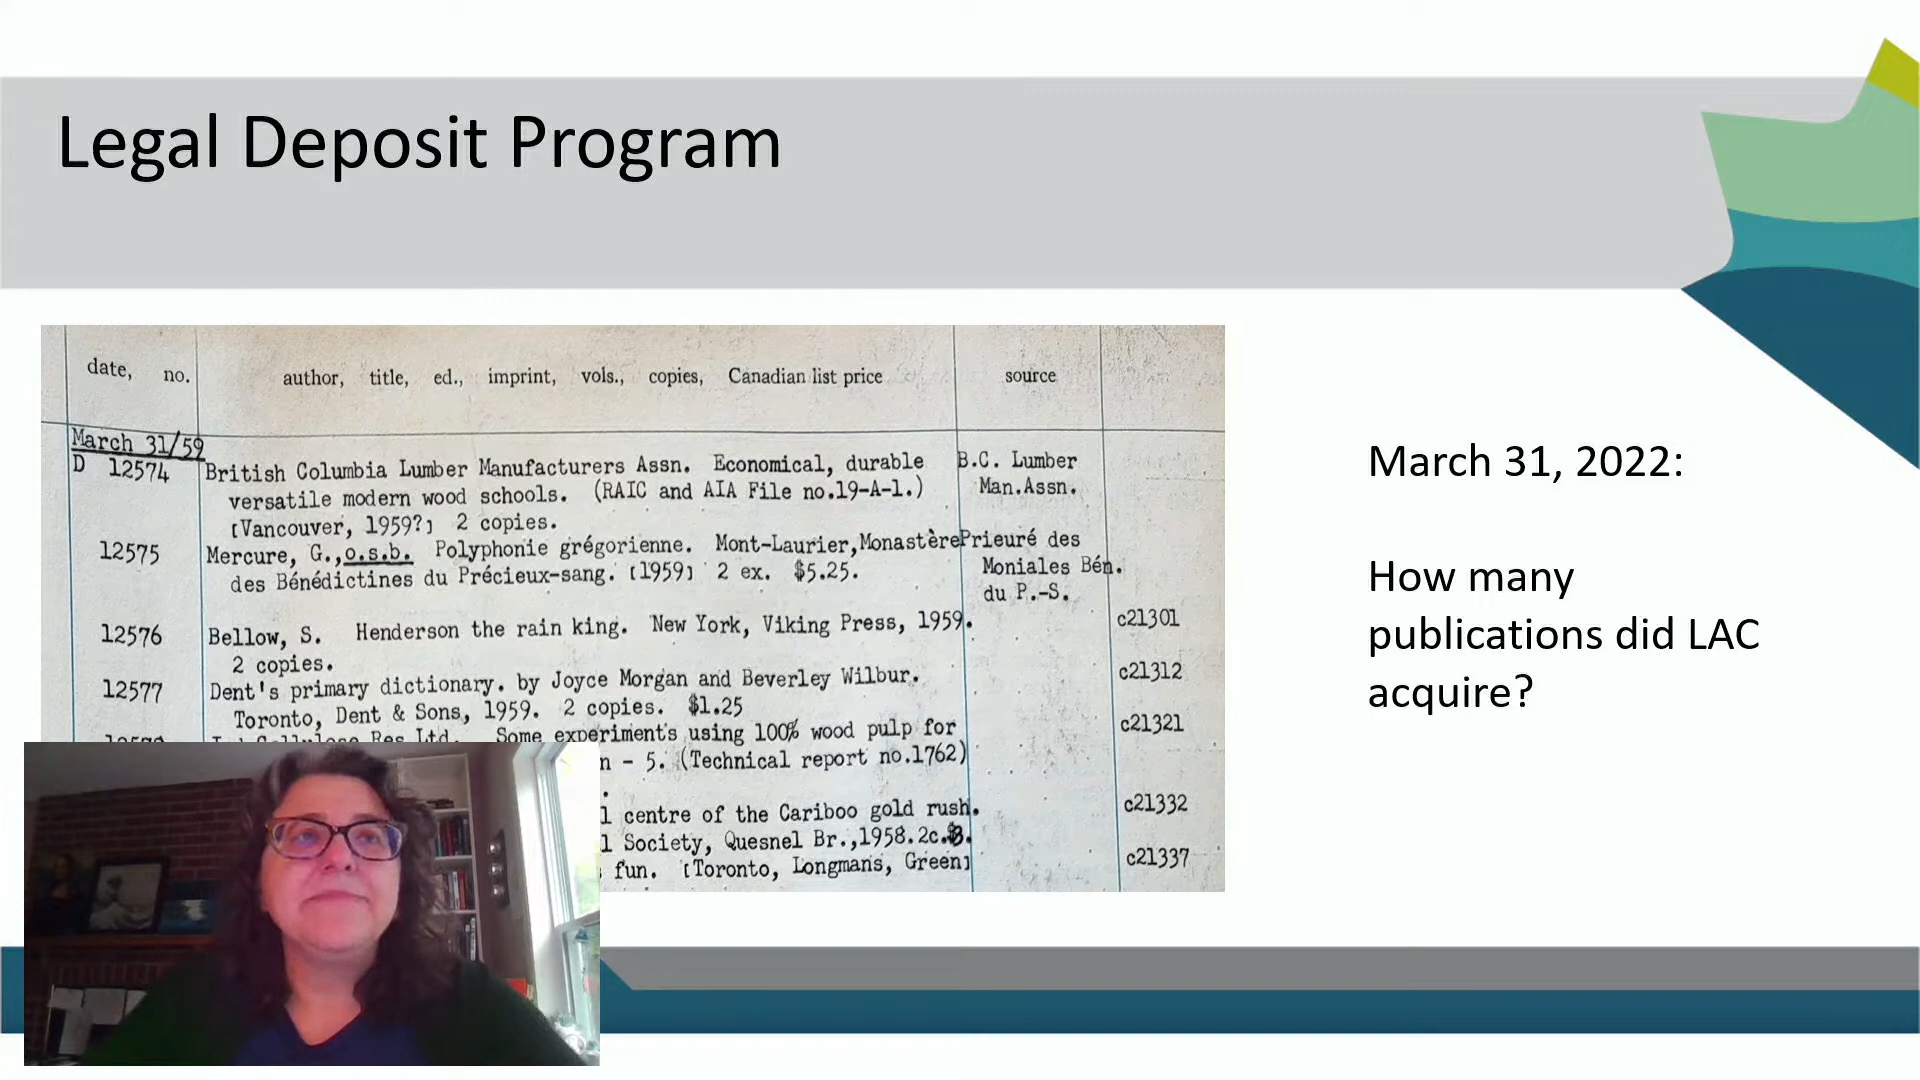 Legal Deposit Program
date, no. author, title, ed., imprint, vols., copies, Canadian list price source
March 31/59
D 12574 British Columbia Lumber Manufacturers Assn. Economical, durable B.C. Lumber
versatile modern wood schools. (RAIC and AIA File no.19-A-1.) Man.Assn.
[Vancouver, 1959?] 2 copies.
12575 Mercure, G.,o.s.b. Polyphonie grégorienne. Mont-Laurier,Monastère Prieuré des
des Bénédictines du Précieux-sang. [1959] 2 ex. $5.25. Moniales Bén.
du P.-S.
12576 Bellow, S. Henderson the rain king. New York, Viking Press, 1959. c21301
2 copies.
12577 Dent's primary dictionary. by Joyce Morgan and Beverley Wilbur. c21312
Toronto, Dent & Sons, 1959. 2 copies. $1.25
Res Ltd. Some experiments using 100% wood pulp for c21321
n - 5. (Technical report no.1762)
l centre of the Cariboo gold rush. c21332
l Society, Quesnel Br.,1958. 2c.
fun. [Toronto, Longmans, Green] c21337
March 31, 2022:
How many
publications did LAC
acquire?